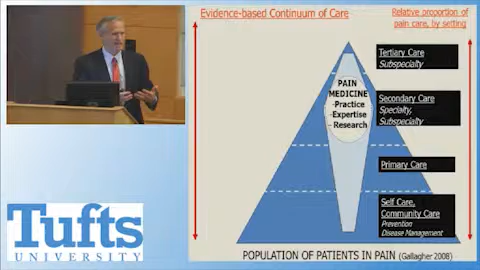 Evidence-based Continuum of Care
Relative proportion of
pain care, by setting
Tertiary Care
Subspecialty
PAIN
MEDICINE
-Practice
-Expertise
- Research
Secondary Care
Specialty,
Subspecialty
Primary Care
Self Care,
Community Care
Prevention
Disease Management
POPULATION OF PATIENTS IN PAIN (Gallagher 2008)
Tufts
UNIVERSITY